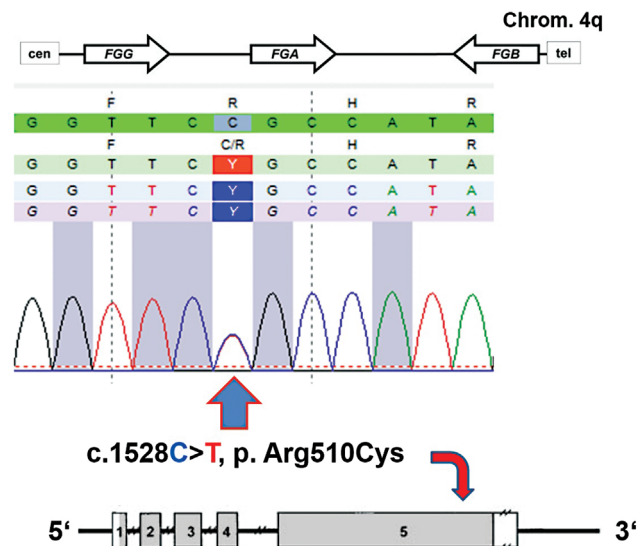 Chrom. 4q
cen FGG FGA FGB tel
F R H R
G G T T C C G C C A T A
F C/R H R
G G T T C Y G C C A T A
G G T T C Y G C C A T A
G G T T C Y G C C A T A
c.1528C>T, p. Arg510Cys
5‘ 1 2 3 4 5 3‘